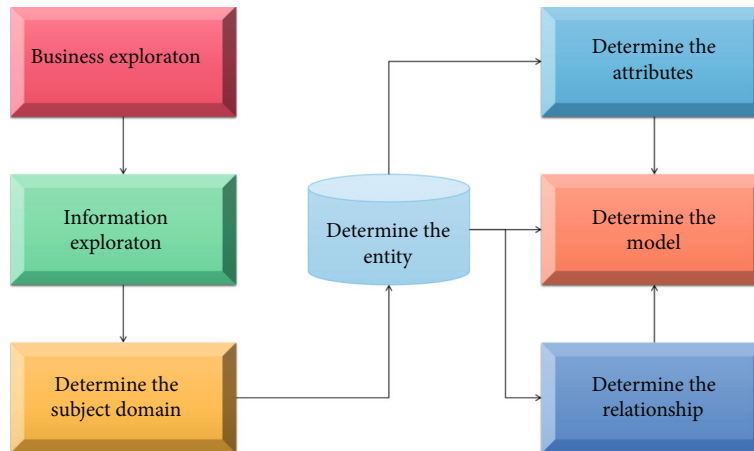 Business exploraton
Information
exploraton
Determine the
subject domain
Determine the
entity
Determine the
attributes
Determine the
model
Determine the
relationship